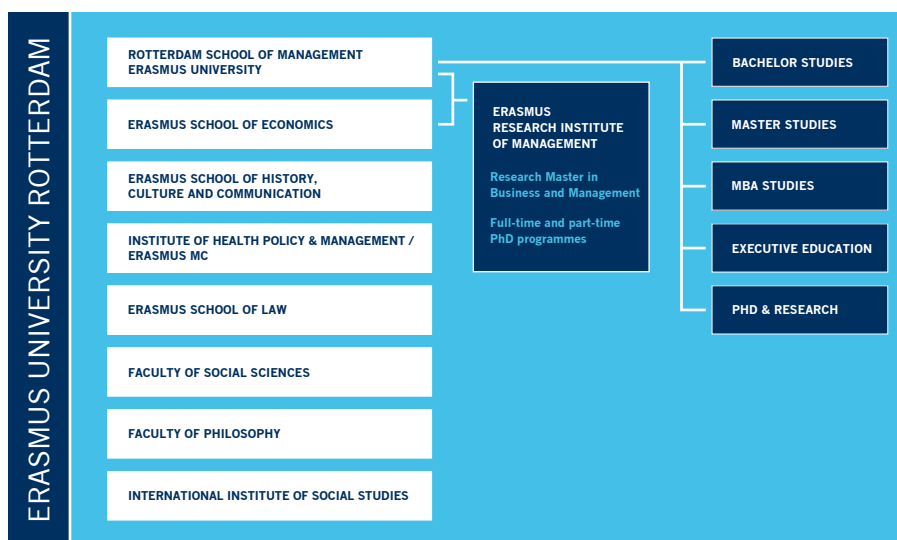 ERASMUS UNIVERSITY ROTTERDAM
ROTTERDAM SCHOOL OF MANAGEMENT
ERASMUS UNIVERSITY
ERASMUS SCHOOL OF ECONOMICS
ERASMUS SCHOOL OF HISTORY,
CULTURE AND COMMUNICATION
INSTITUTE OF HEALTH POLICY & MANAGEMENT /
ERASMUS MC
ERASMUS SCHOOL OF LAW
FACULTY OF SOCIAL SCIENCES
FACULTY OF PHILOSOPHY
INTERNATIONAL INSTITUTE OF SOCIAL STUDIES
ERASMUS
RESEARCH INSTITUTE
OF MANAGEMENT
Research Master in
Business and Management
Full-time and part-time
PhD programmes
BACHELOR STUDIES
MASTER STUDIES
MBA STUDIES
EXECUTIVE EDUCATION
PHD & RESEARCH